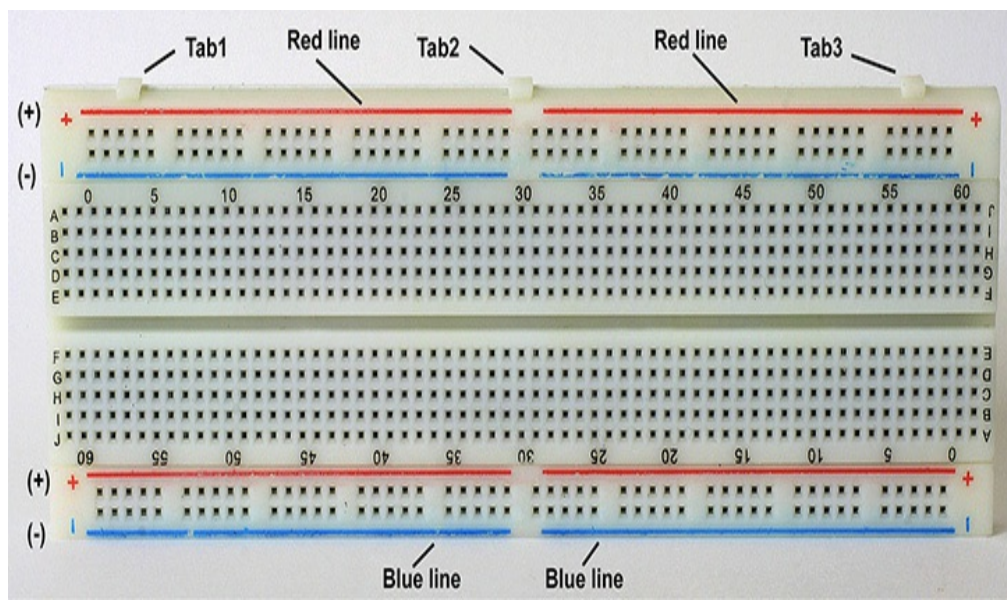 Tab1 Red line Tab2 Red line Tab3
(+) + +
(-) - -
0 5 10 15 20 25 30 35 40 45 50 55 60
A J
B I
C H
D G
E F
F E
G D
H C
I B
J A
60 55 50 45 40 35 30 25 20 15 10 5 0
(+) + +
(-) - -
Blue line Blue line